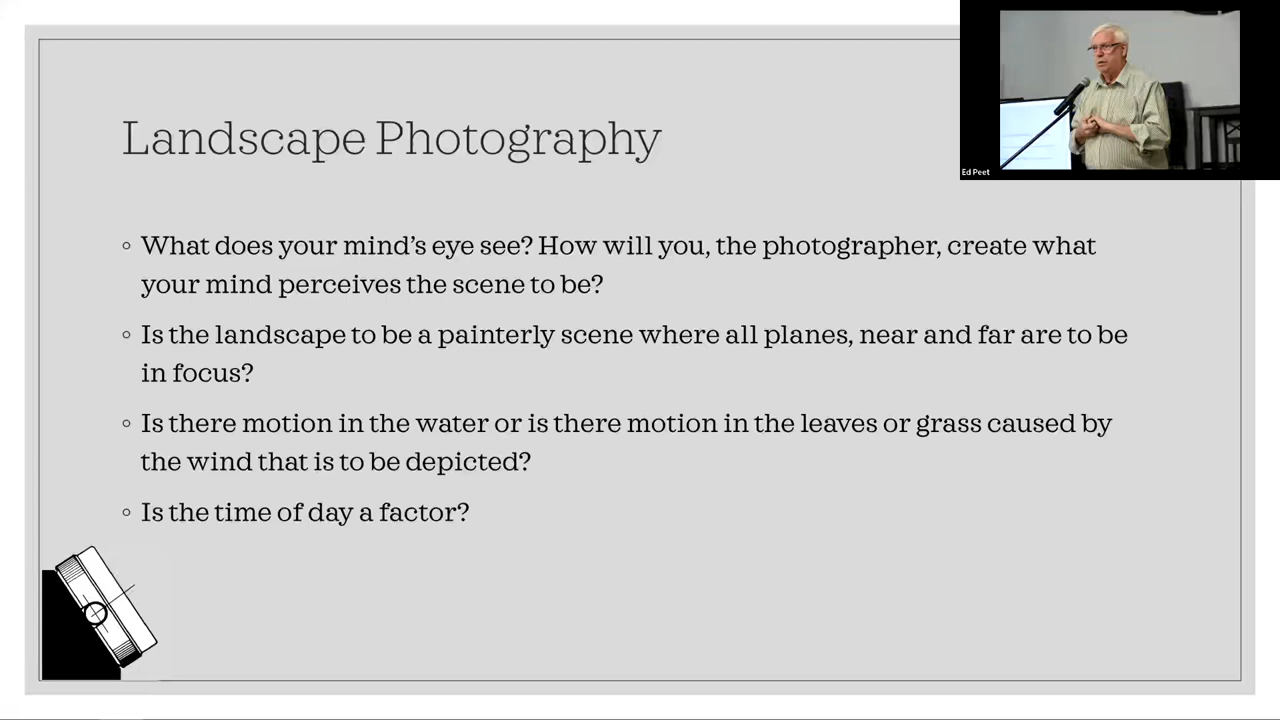 Landscape Photography
Ed Peet
◦ What does your mind’s eye see? How will you, the photographer, create what
your mind perceives the scene to be?
◦ Is the landscape to be a painterly scene where all planes, near and far are to be
in focus?
◦ Is there motion in the water or is there motion in the leaves or grass caused by
the wind that is to be depicted?
◦ Is the time of day a factor?